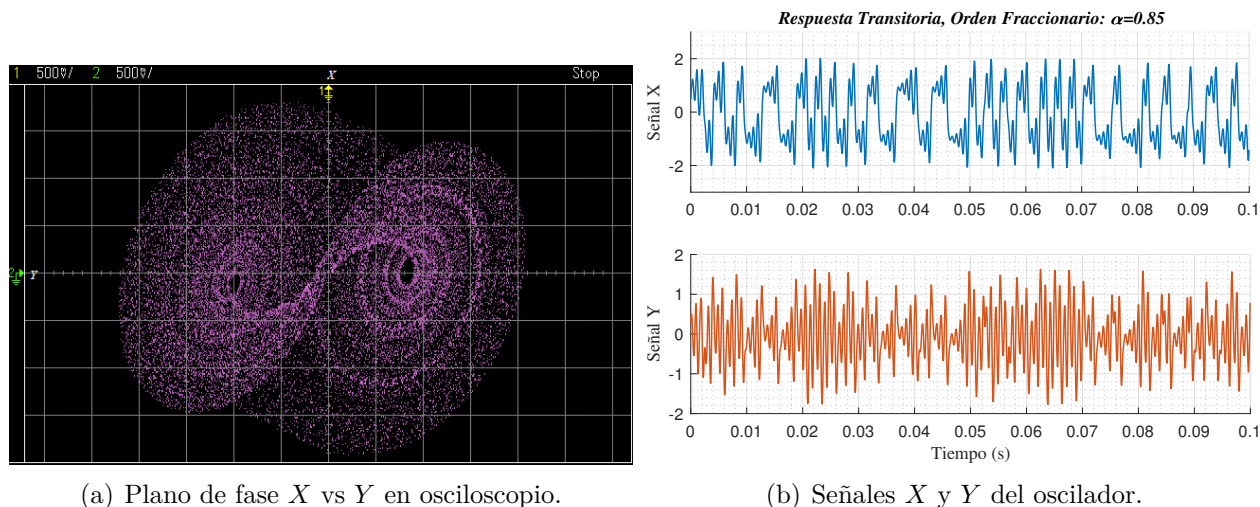 1 500▿/ 2 500▿/ X Stop
1
2 Y
(a) Plano de fase X vs Y en osciloscopio.
Respuesta Transitoria, Orden Fraccionario: α=0.85
Señal X
2
0
-2
0 0.01 0.02 0.03 0.04 0.05 0.06 0.07 0.08 0.09 0.1
Señal Y
2
1
0
-1
-2
0 0.01 0.02 0.03 0.04 0.05 0.06 0.07 0.08 0.09 0.1
Tiempo (s)
(b) Señales X y Y del oscilador.